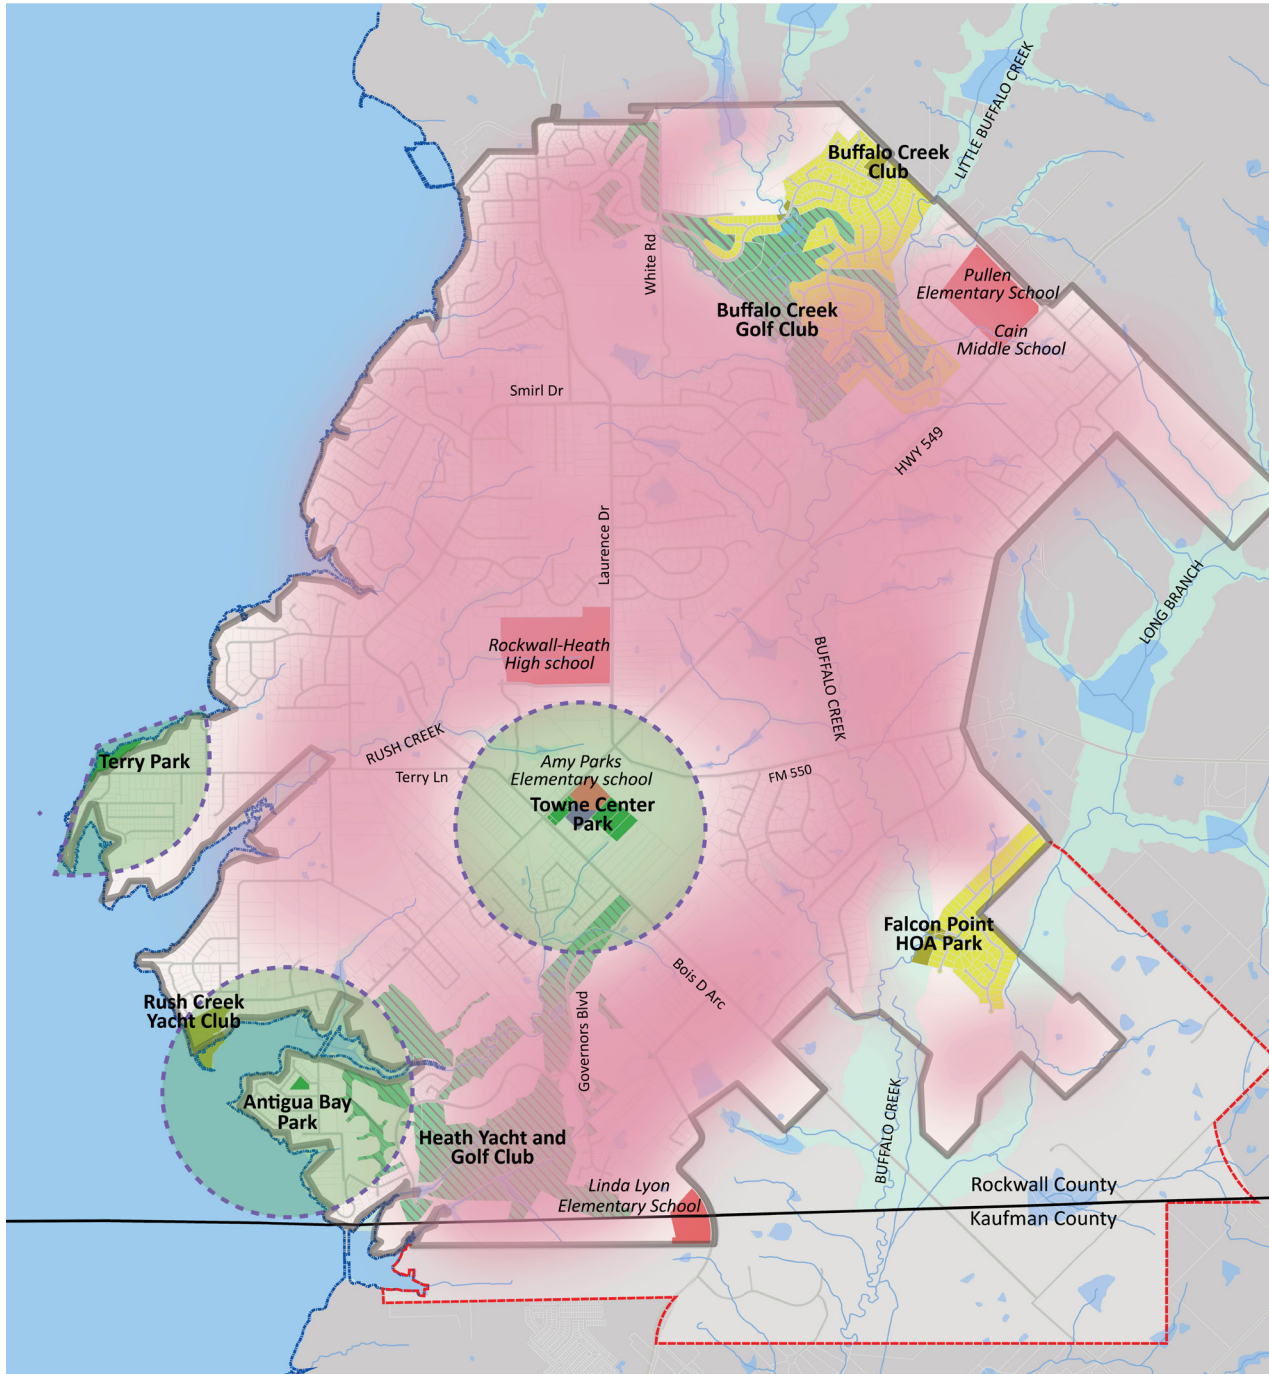 LITTLE BUFFALO CREEK
Buffalo Creek
Club
White Rd
Pullen
Elementary School
Buffalo Creek
Golf Club
Cain
Middle School
Smirl Dr
HWY 549
Laurence Dr
LONG BRANCH
Rockwall-Heath
High school
BUFFALO CREEK
RUSH CREEK
Terry Park
Terry Ln
Amy Parks
Elementary school
FM 550
Towne Center
Park
Falcon Point
HOA Park
Bois D Arc
Rush Creek
Yacht Club
Governors Blvd
Antigua Bay
Park
BUFFALO CREEK
Heath Yacht and
Golf Club
Linda Lyon
Elementary School
Rockwall County
Kaufman County